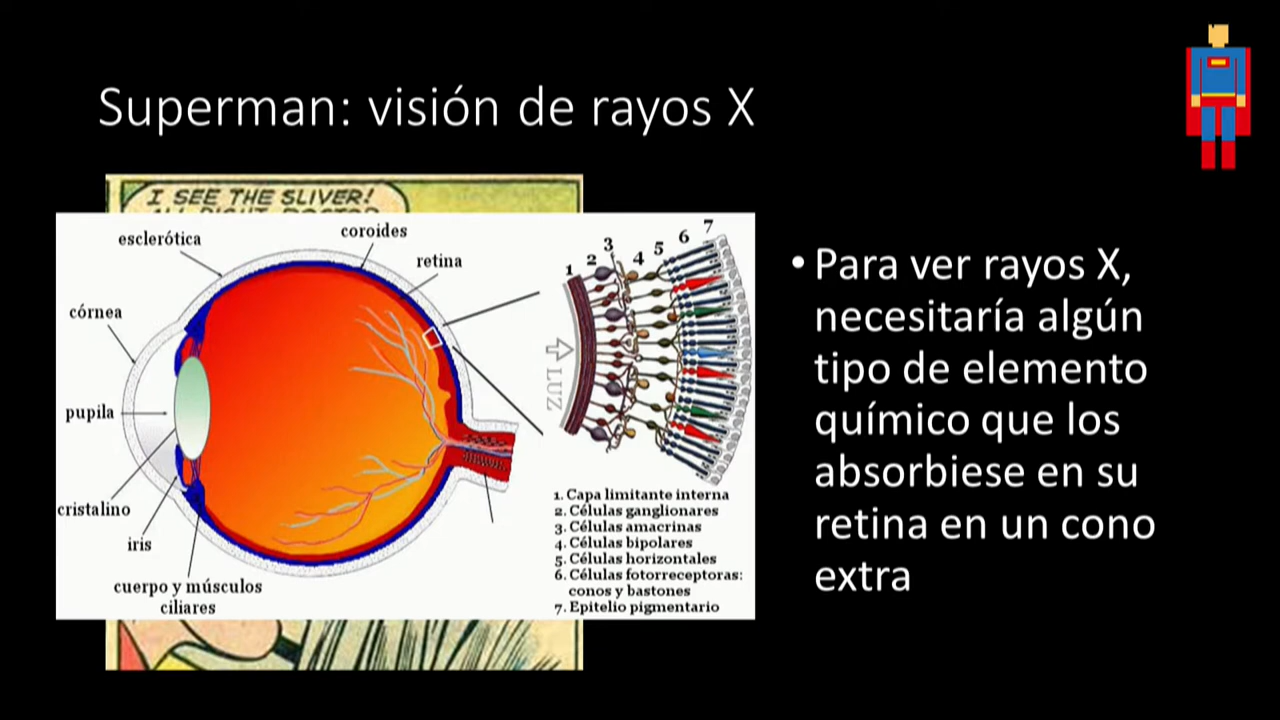 Superman: visión de rayos X
I SEE THE SLIVER!
ALL RIGHT, DOCTOR
esclerótica
coroides
retina
córnea
pupila
cristalino
iris
cuerpo y músculos
ciliares
1
2
3
4
5
6
7
LUZ
1. Capa limitante interna
2. Células ganglionares
3. Células amacrinas
4. Células bipolares
5. Células horizontales
6. Células fotorreceptoras:
conos y bastones
7. Epitelio pigmentario
• Para ver rayos X,
necesitaría algún
tipo de elemento
químico que los
absorbiese en su
retina en un cono
extra